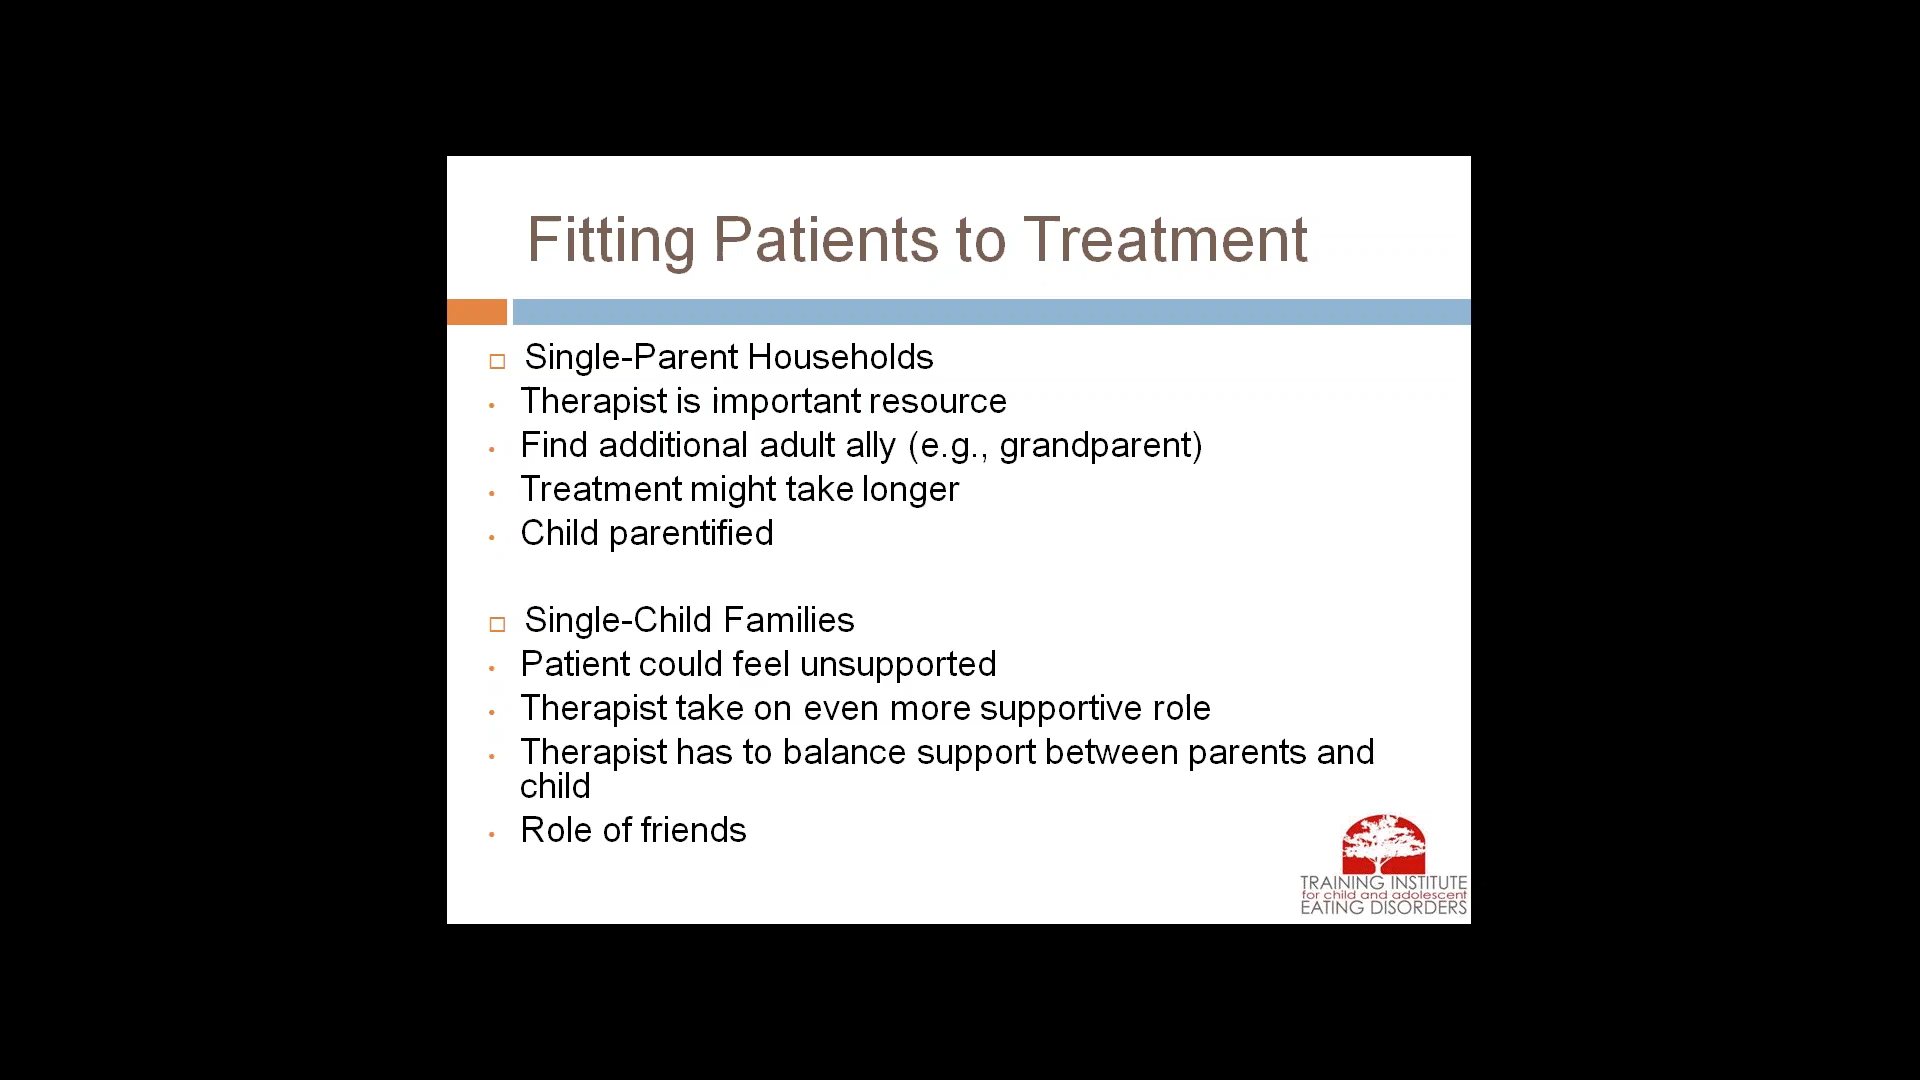 Fitting Patients to Treatment
Single-Parent Households
Therapist is important resource
Find additional adult ally (e.g., grandparent)
Treatment might take longer
Child parentified
Single-Child Families
Patient could feel unsupported
Therapist take on even more supportive role
Therapist has to balance support between parents and
child
Role of friends
TRAINING INSTITUTE
for child and adolescent
EATING DISORDERS